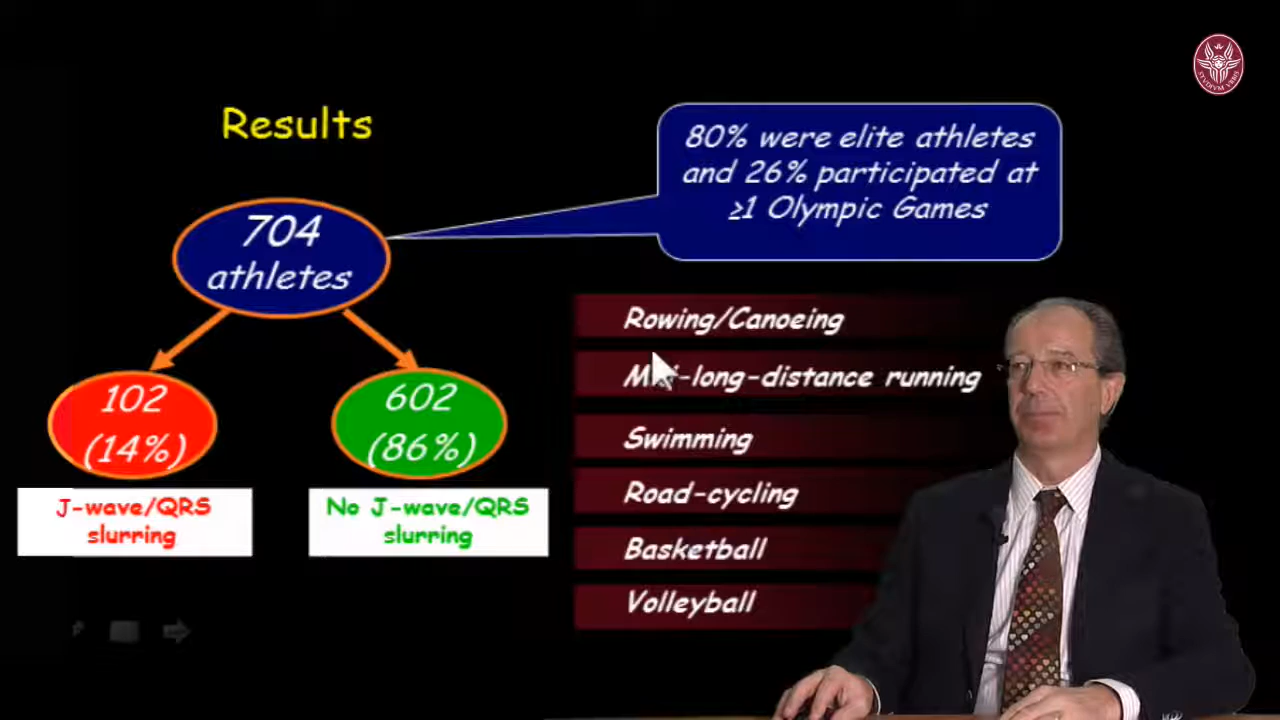 Results
80% were elite athletes
and 26% participated at
≥1 Olympic Games
704
athletes
102
(14%)
602
(86%)
J-wave/QRS
slurring
No J-wave/QRS
slurring
Rowing/Canoeing
-long-distance running
Swimming
Road-cycling
Basketball
Volleyball